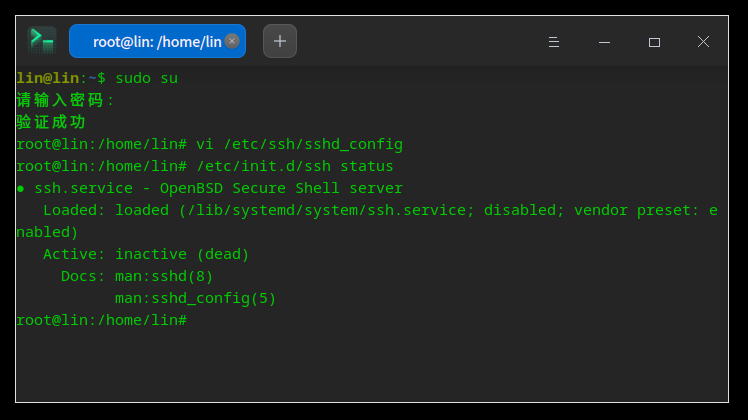 root@lin: /home/lin
lin@lin:~$ sudo su
请输入密码:
验证成功
root@lin:/home/lin# vi /etc/ssh/sshd_config
root@lin:/home/lin# /etc/init.d/ssh status
● ssh.service - OpenBSD Secure Shell server
   Loaded: loaded (/lib/systemd/system/ssh.service; disabled; vendor preset: e
nabled)
   Active: inactive (dead)
     Docs: man:sshd(8)
           man:sshd_config(5)
root@lin:/home/lin#